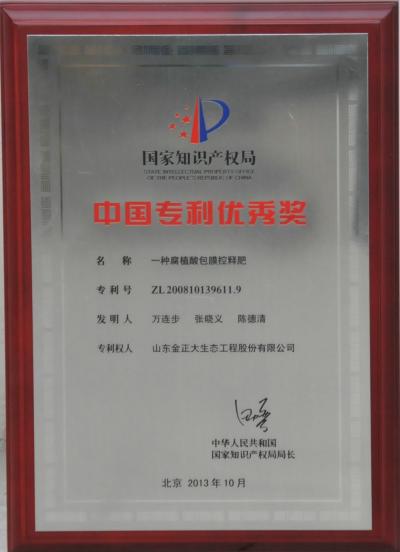 国家知识产权局
STATE INTELLECTUAL PROPERTY OFFICE
OF THE PEOPLE'S REPUBLIC OF CHINA
中国专利优秀奖
名 称 一种腐植酸包膜控释肥
专 利 号 ZL200810139611.9
发 明 人 万连步 张晓义 陈德清
专利权人 山东金正大生态工程股份有限公司
中华人民共和国
国家知识产权局局长
北京 2013年10月